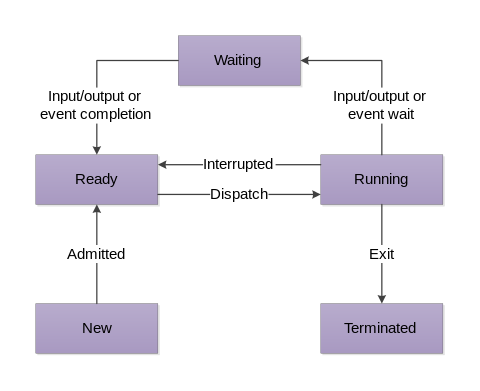 Waiting
Input/output or
event completion
Input/output or
event wait
Ready
Interrupted
Dispatch
Running
Admitted
Exit
New
Terminated